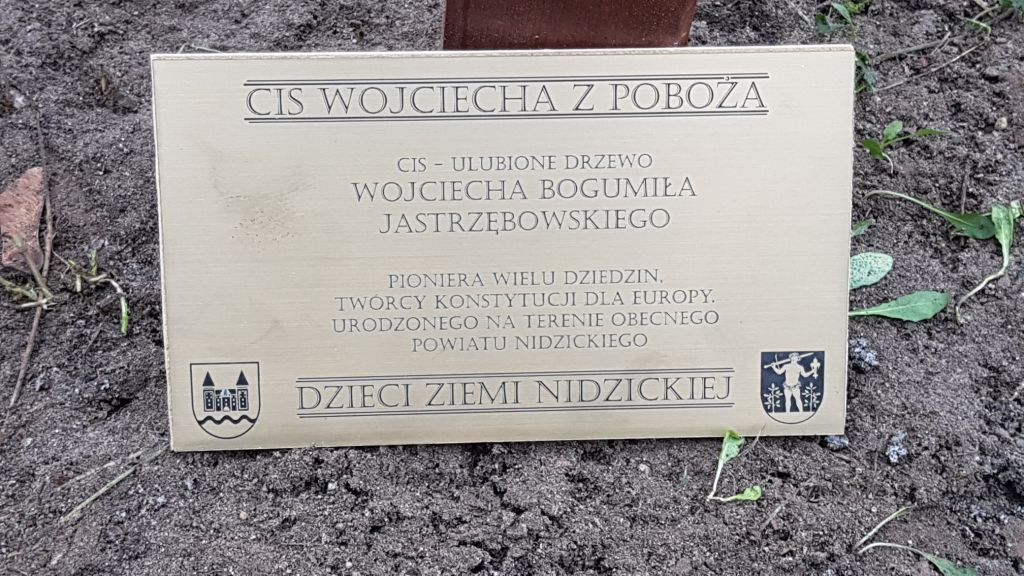 CIS WOJCIECHA Z POBOŻA
CIS - ULUBIONE DRZEWO
WOJCIECHA BOGUMIŁA
JASTRZĘBOWSKIEGO
PIONIERA WIELU DZIEDZIN,
TWÓRCY KONSTYTUCJI DLA EUROPY.
URODZONEGO NA TERENIE OBECNEGO
POWIATU NIDZICKIEGO
DZIECI ZIEMI NIDZICKIEJ